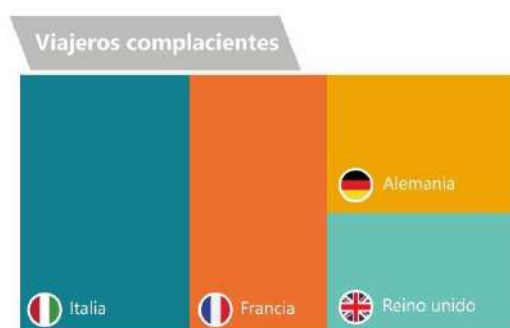 Viajeros complacientes
Alemania
Italia
Francia
Reino unido